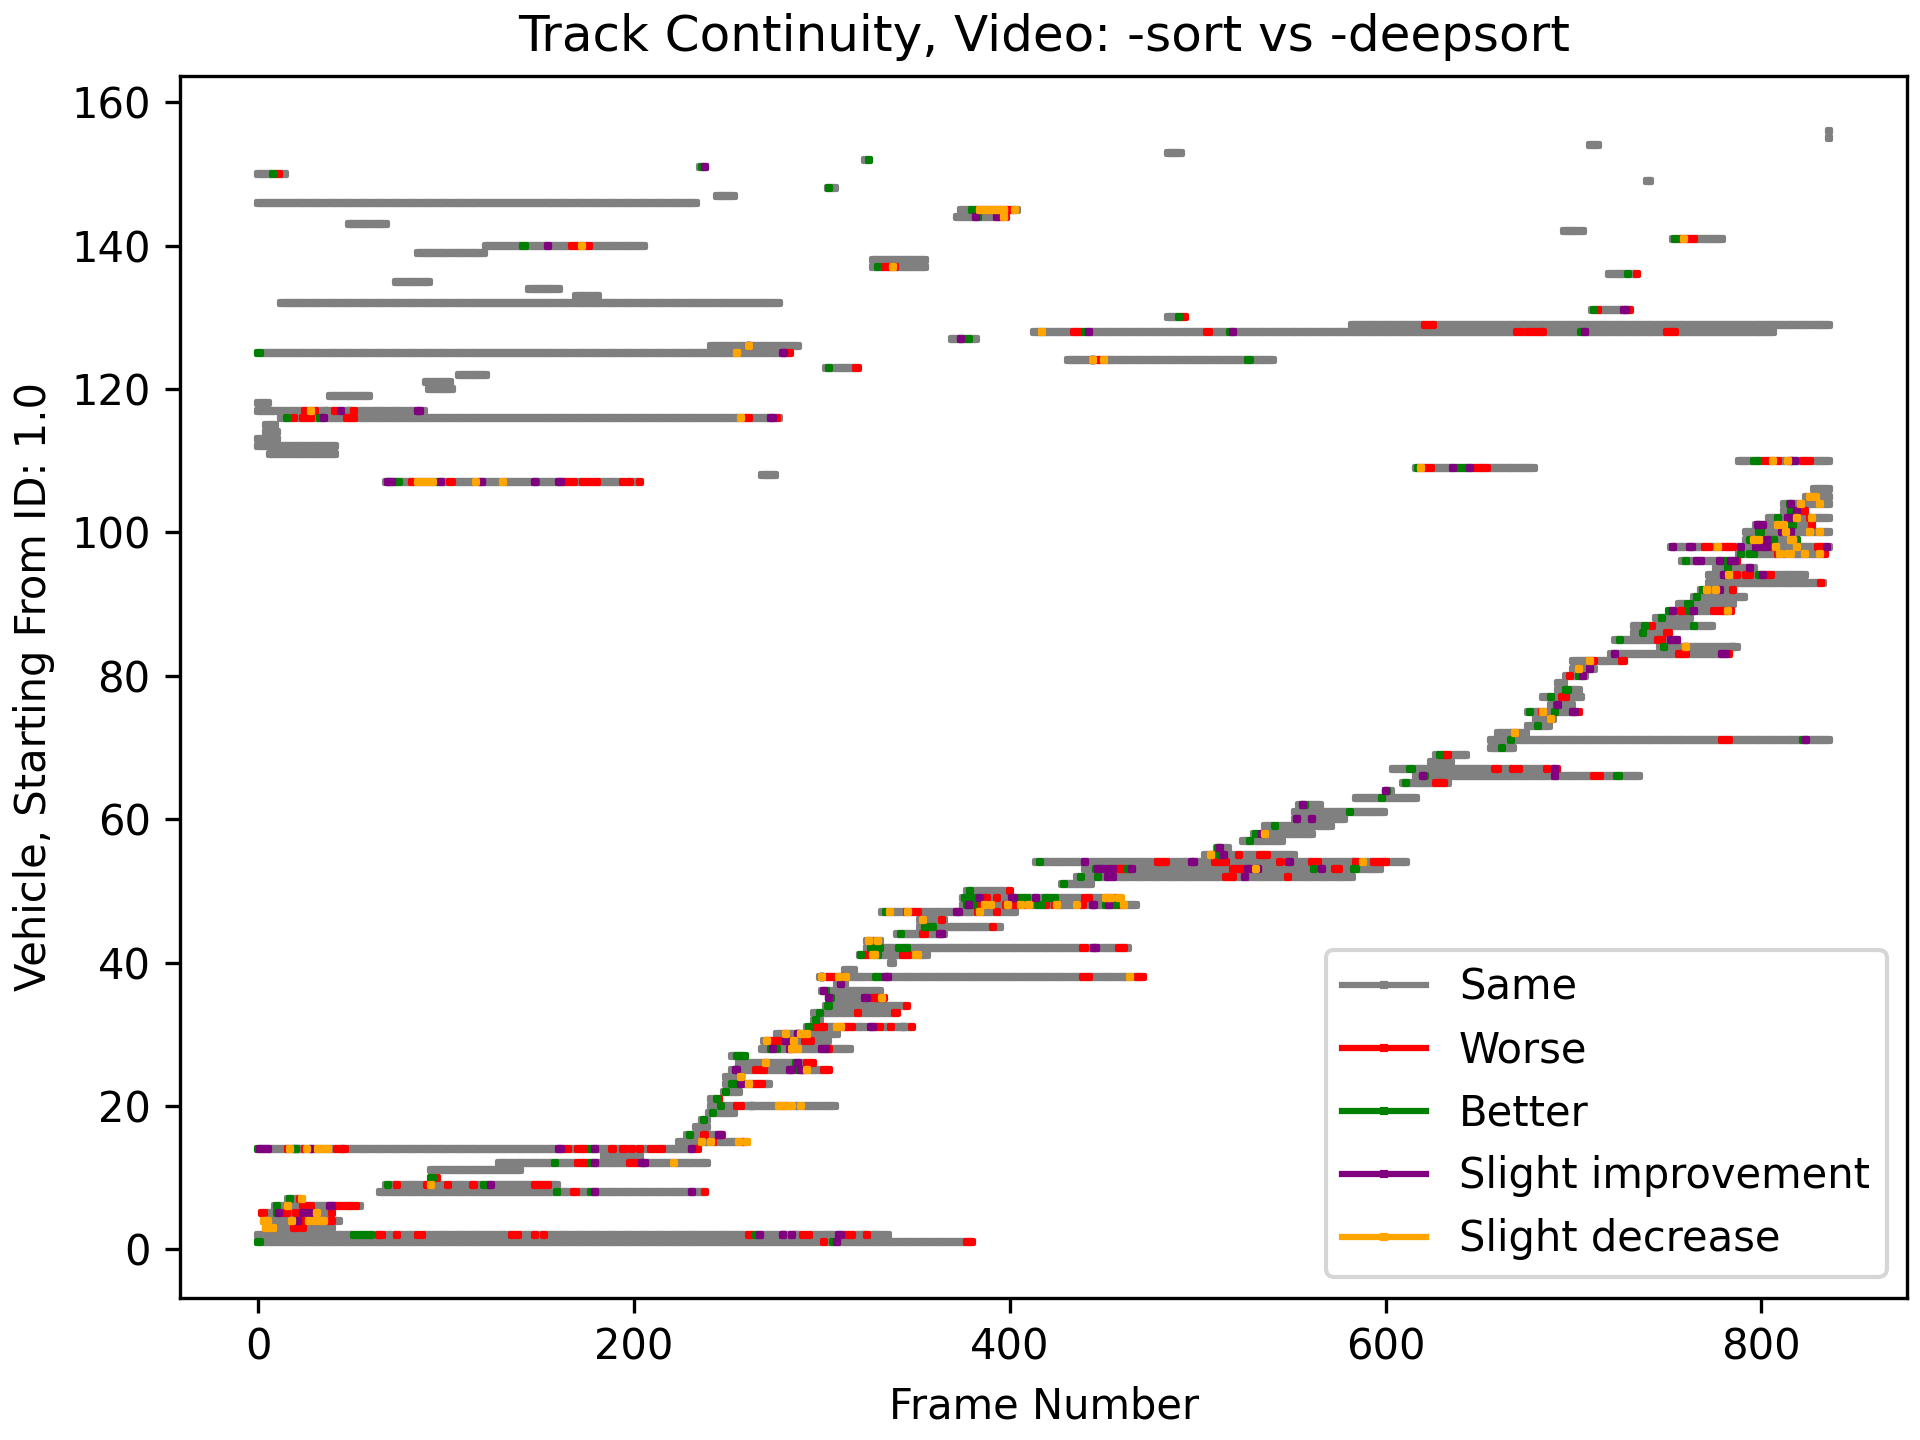 Track Continuity, Video: -sort vs -deepsort
Vehicle, Starting From ID: 1.0
160
140
120
100
80
60
40
20
0
Same
Worse
Better
Slight improvement
Slight decrease
0 200 400 600 800
Frame Number